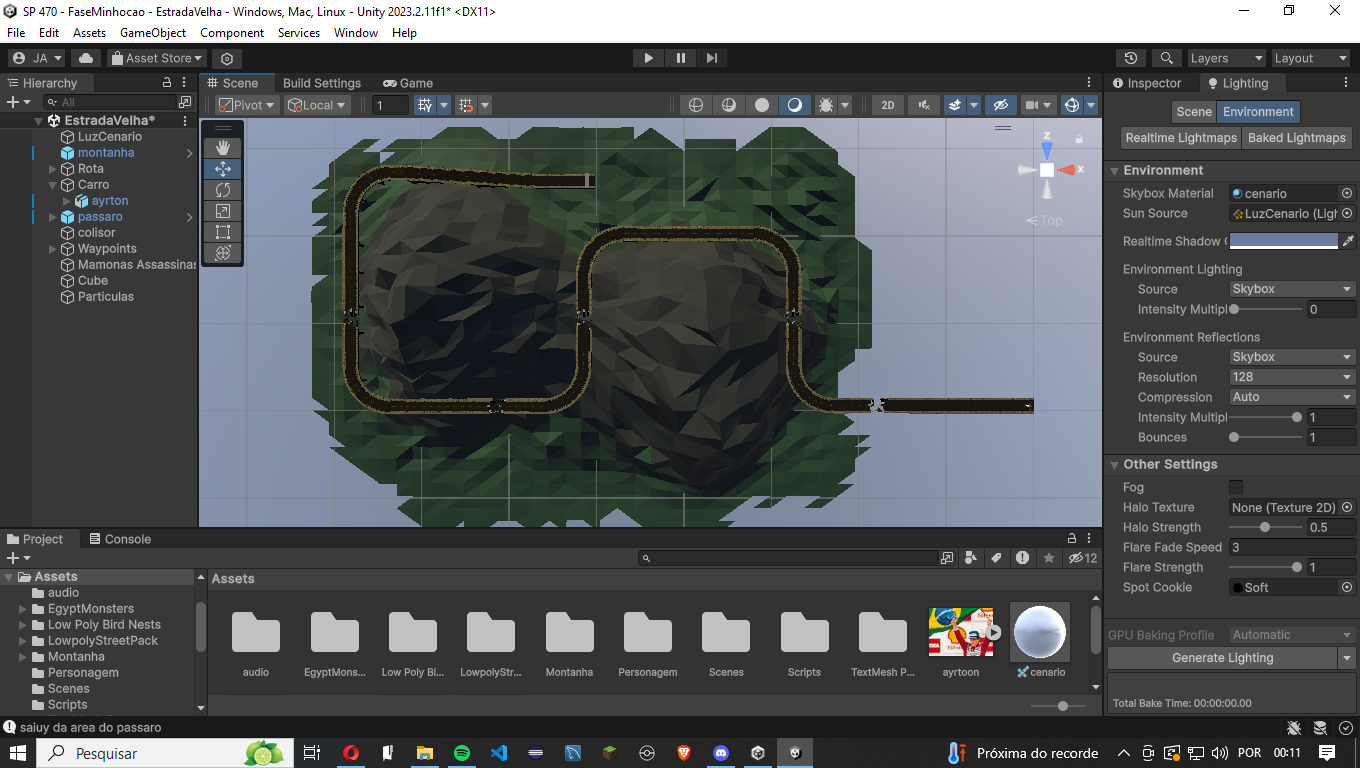 SP 470 - FaseMinhocao - EstradaVelha - Windows, Mac, Linux - Unity 2023.2.11f1* <DX11>
File Edit Assets GameObject Component Services Window Help
JA Asset Store Layers Layout
Hierarchy
All
EstradaVelha*
LuzCenario
montanha
Rota
Carro
ayrton
passaro
colisor
Waypoints
Mamonas Assassinas
Cube
Particulas
Scene Build Settings Game
Pivot Local 1 2D
z
x
Top
Inspector Lighting
Scene Environment
Realtime Lightmaps Baked Lightmaps
Environment
Skybox Material cenario
Sun Source LuzCenario (Ligh
Realtime Shadow C
Environment Lighting
Source Skybox
Intensity Multipl 0
Environment Reflections
Source Skybox
Resolution 128
Compression Auto
Intensity Multipl 1
Bounces 1
Other Settings
Fog
Halo Texture None (Texture 2D)
Halo Strength 0.5
Flare Fade Speed 3
Flare Strength 1
Spot Cookie Soft
GPU Baking Profile Automatic
Generate Lighting
Total Bake Time: 00:00:00.00
Project Console
12
Assets
audio
EgyptMonsters
Low Poly Bird Nests
LowpolyStreetPack
Montanha
Personagem
Scenes
Scripts
Assets
audio EgyptMons... Low Poly Bi... LowpolyStr... Montanha Personagem Scenes Scripts TextMesh P... ayrtoon cenario
saiuy da area do passaro
Pesquisar Próxima do recorde POR 00:11